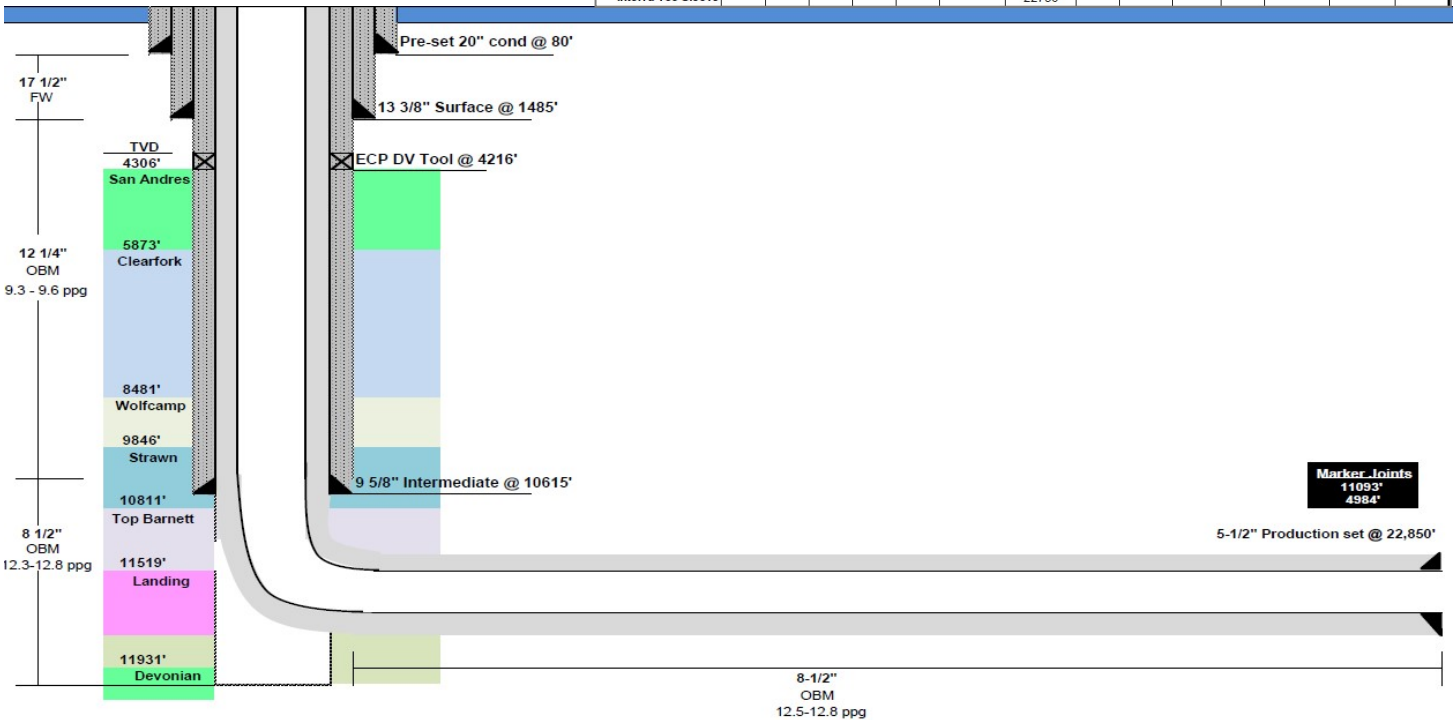 22750
Pre-set 20" cond @ 80'
17 1/2"
FW
13 3/8" Surface @ 1485'
TVD
4306'
San Andres
ECP DV Tool @ 4216'
5873'
Clearfork
12 1/4"
OBM
9.3 - 9.6 ppg
8481'
Wolfcamp
9846'
Strawn
9 5/8" Intermediate @ 10615'
10811'
Top Barnett
8 1/2"
OBM
12.3-12.8 ppg
11519'
Landing
Marker Joints
11093'
4984'
5-1/2" Production set @ 22,850'
11931'
Devonian
8-1/2"
OBM
12.5-12.8 ppg